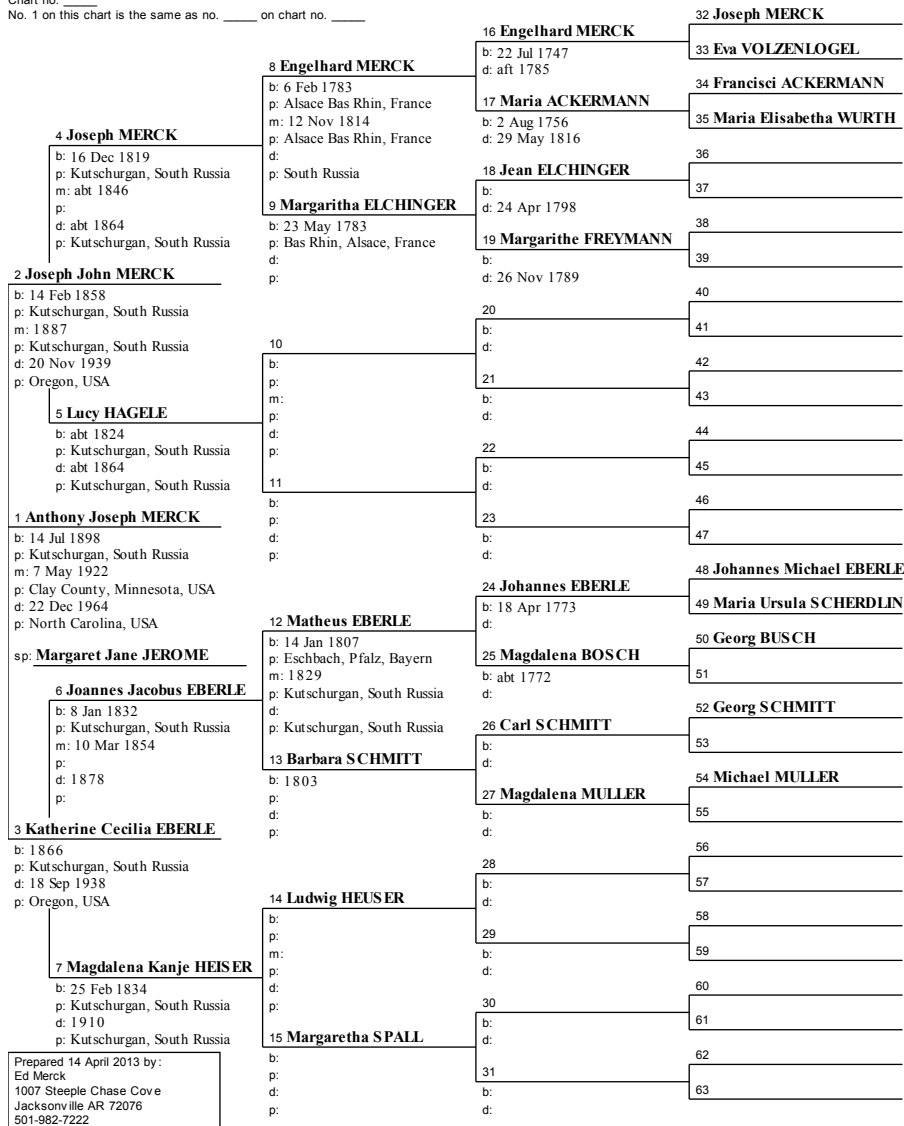 Chart no. _____
No. 1 on this chart is the same as no. _____ on chart no. _____
4 Joseph MERCK
b: 16 Dec 1819
p: Kutschurgan, South Russia
m: abt 1846
p:
d: abt 1864
p: Kutschurgan, South Russia
2 Joseph John MERCK
b: 14 Feb 1858
p: Kutschurgan, South Russia
m: 1887
p: Kutschurgan, South Russia
d: 20 Nov 1939
p: Oregon, USA
5 Lucy HAGELE
b: abt 1824
p: Kutschurgan, South Russia
d: abt 1864
p: Kutschurgan, South Russia
1 Anthony Joseph MERCK
b: 14 Jul 1898
p: Kutschurgan, South Russia
m: 7 May 1922
p: Clay County, Minnesota, USA
d: 22 Dec 1964
p: North Carolina, USA
sp: Margaret Jane JEROME
6 Joannes Jacobus EBERLE
b: 8 Jan 1832
p: Kutschurgan, South Russia
m: 10 Mar 1854
p:
d: 1878
p:
3 Katherine Cecilia EBERLE
b: 1866
p: Kutschurgan, South Russia
d: 18 Sep 1938
p: Oregon, USA
7 Magdalena Kanje HEISER
b: 25 Feb 1834
p: Kutschurgan, South Russia
d: 1910
p: Kutschurgan, South Russia
Prepared 14 April 2013 by:
Ed Merck
1007 Steeple Chase Cove
Jacksonville AR 72076
501-982-7222
8 Engelhard MERCK
b: 6 Feb 1783
p: Alsace Bas Rhin, France
m: 12 Nov 1814
p: Alsace Bas Rhin, France
d:
p: South Russia
9 Margaritha ELCHINGER
b: 23 May 1783
p: Bas Rhin, Alsace, France
d:
p:
10
b:
p:
m:
p:
d:
p:
11
b:
p:
d:
p:
12 Matheus EBERLE
b: 14 Jan 1807
p: Eschbach, Pfalz, Bayern
m: 1829
p: Kutschurgan, South Russia
d:
p: Kutschurgan, South Russia
13 Barbara SCHMITT
b: 1803
p:
d:
p:
14 Ludwig HEUSER
b:
p:
m:
p:
d:
p:
15 Margaretha SPALL
b:
p:
d:
p:
16 Engelhard MERCK
b: 22 Jul 1747
d: aft 1785
17 Maria ACKERMANN
b: 2 Aug 1756
d: 29 May 1816
18 Jean ELCHINGER
b:
d: 24 Apr 1798
19 Margarithe FREYMANN
b:
d: 26 Nov 1789
20
b:
d:
21
b:
d:
22
b:
d:
23
b:
d:
24 Johannes EBERLE
b: 18 Apr 1773
d:
25 Magdalena BOSCH
b: abt 1772
d:
26 Carl SCHMITT
b:
d:
27 Magdalena MULLER
b:
d:
28
b:
d:
29
b:
d:
30
b:
d:
31
b:
d:
32 Joseph MERCK
33 Eva VOLZENLOGEL
34 Francisci ACKERMANN
35 Maria Elisabetha WURTH
36
37
38
39
40
41
42
43
44
45
46
47
48 Johannes Michael EBERLE
49 Maria Ursula SCHERDLIN
50 Georg BUSCH
51
52 Georg SCHMITT
53
54 Michael MULLER
55
56
57
58
59
60
61
62
63